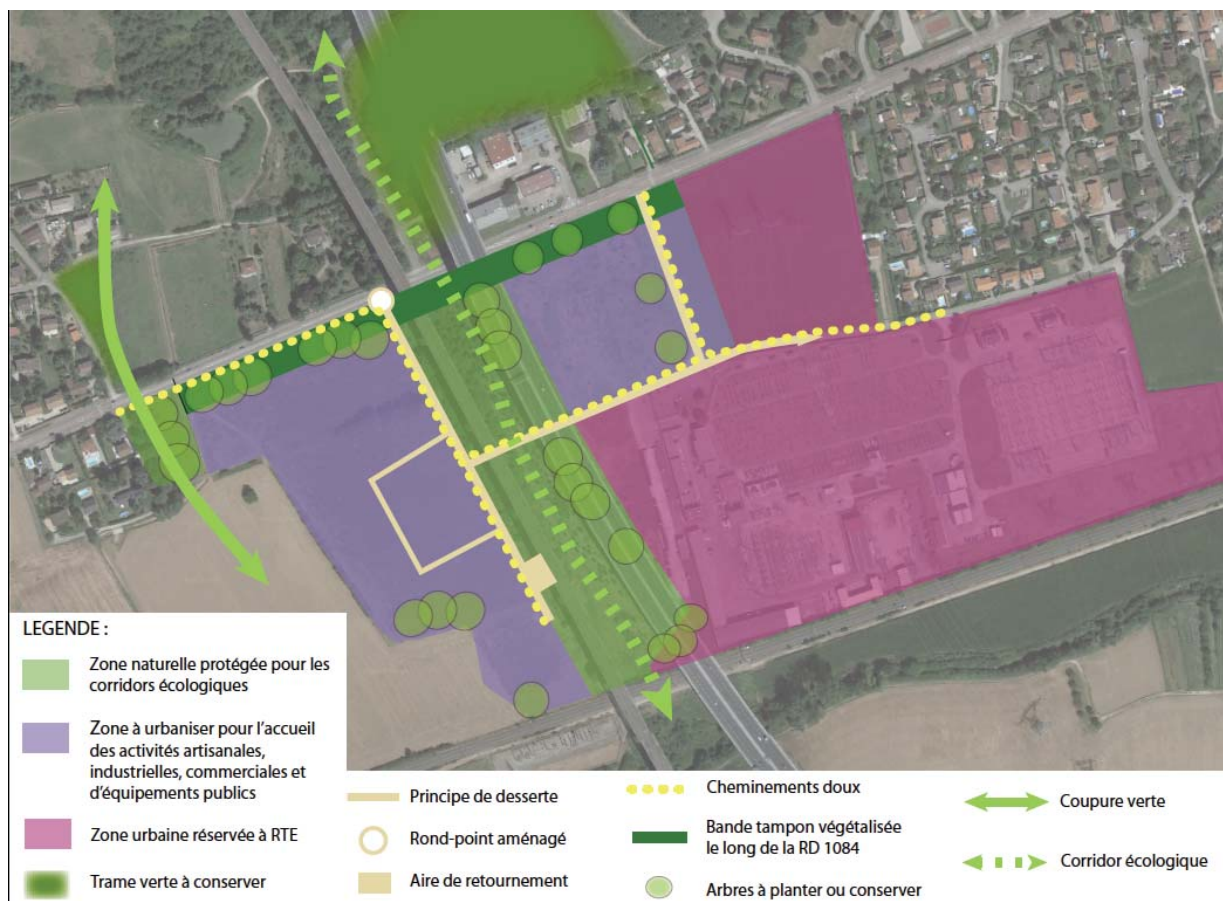 LEGENDE :
Zone naturelle protégée pour les
corridors écologiques
Zone à urbaniser pour l'accueil
des activités artisanales,
industrielles, commerciales et
d'équipements publics
Zone urbaine réservée à RTE
Trame verte à conserver
Principe de desserte
Rond-point aménagé
Aire de retournement
Cheminements doux
Bande tampon végétalisée
le long de la RD 1084
Arbres à planter ou conserver
Coupure verte
Corridor écologique